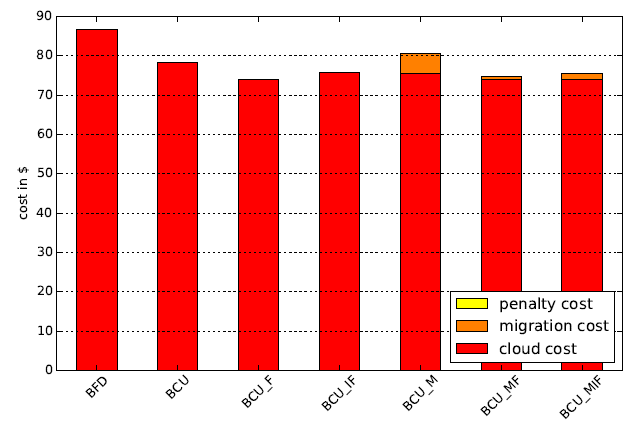 90
80
70
60
50
40
30
20
10
0
cost in $
penalty cost
migration cost
cloud cost
BFD
BCU
BCU_F
BCU_IF
BCU_M
BCU_MF
BCU_MIF